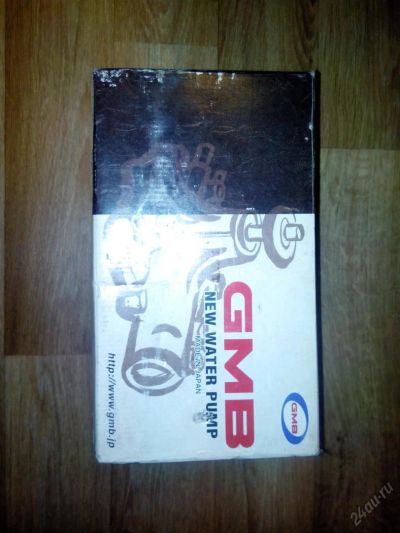 GMB
NEW WATER PUMP
MADE IN JAPAN
http://www.gmb.jp
GMB
24au.ru